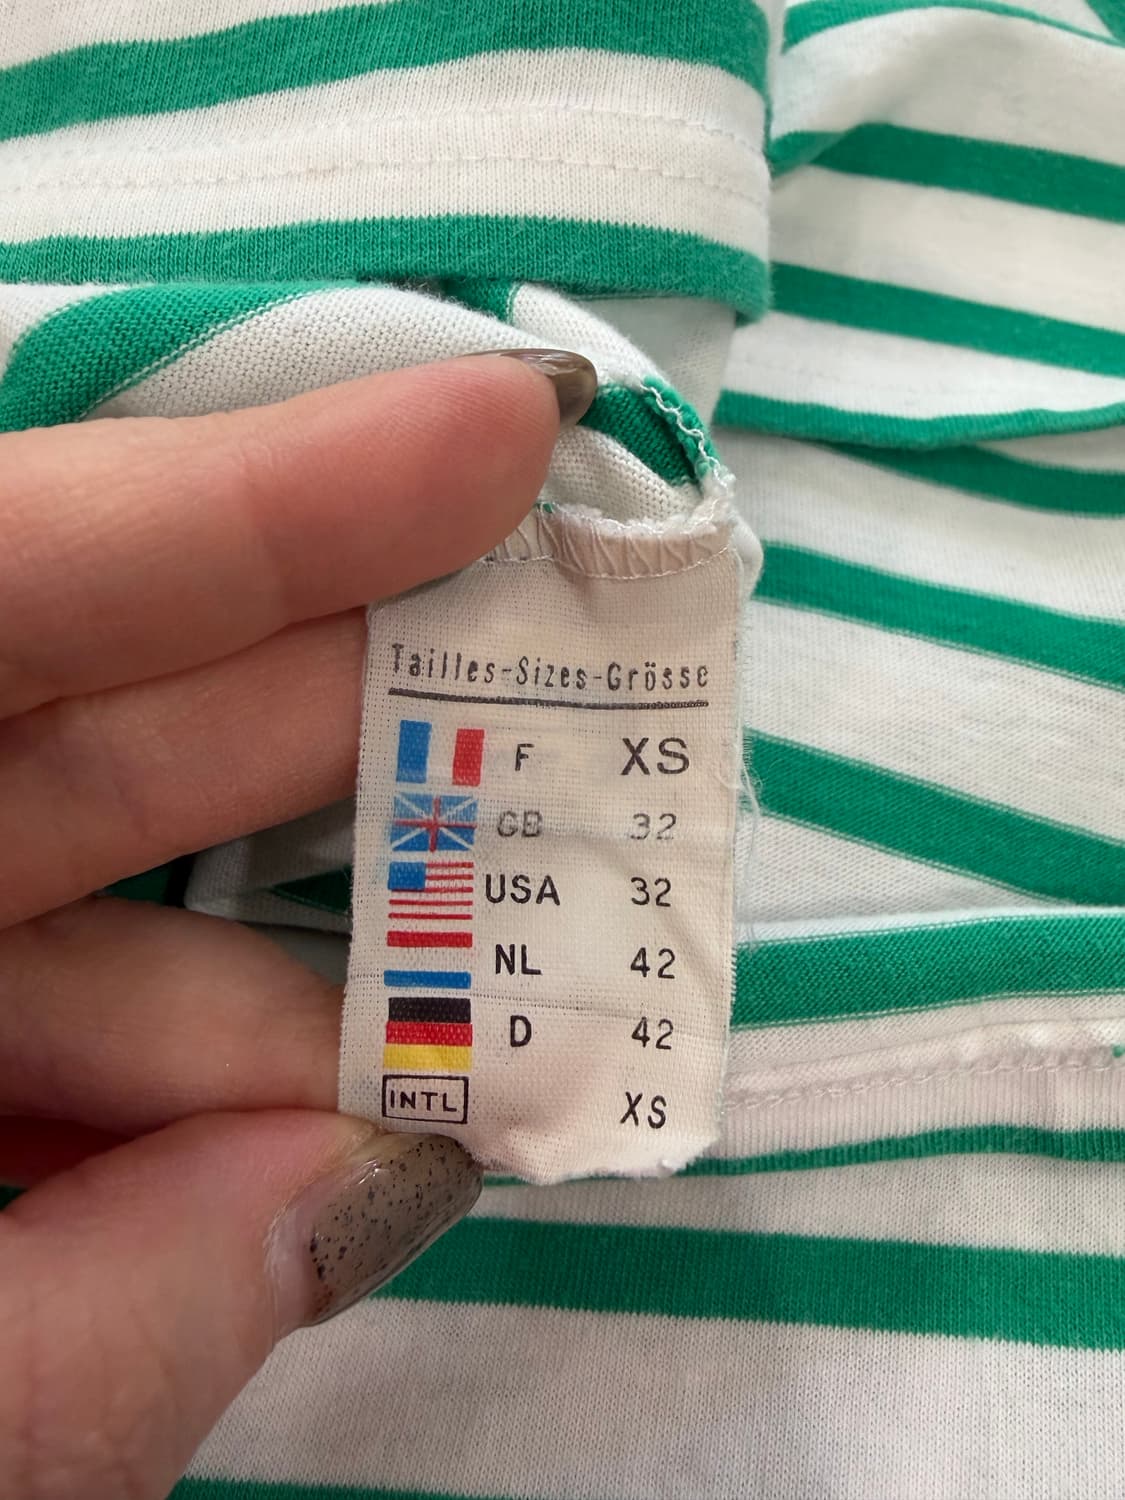 Tailles-Sizes-Grösse
F XS
GB 32
USA 32
NL 42
D 42
INTL XS